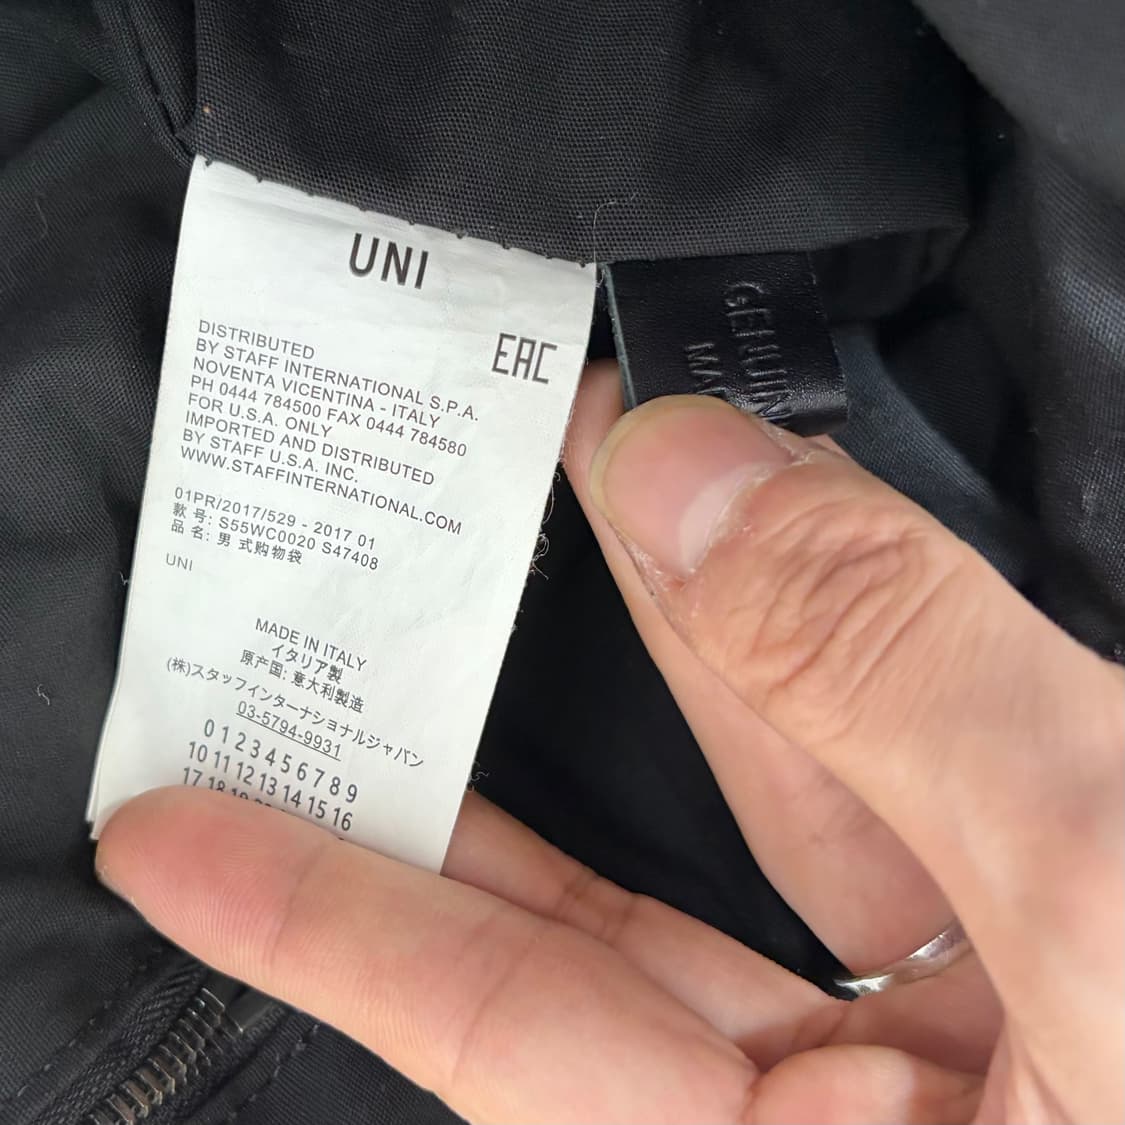 UNI
EAC
DISTRIBUTED
BY STAFF INTERNATIONAL S.P.A.
NOVENTA VICENTINA - ITALY
PH 0444 784500 FAX 0444 784580
FOR U.S.A. ONLY
IMPORTED AND DISTRIBUTED
BY STAFF U.S.A. INC.
WWW.STAFFINTERNATIONAL.COM
01PR/2017/529 - 2017 01
款 号: S55WC0020 S47408
品 名: 男 式购物袋
UNI
MADE IN ITALY
イタリア製
原产国: 意大利製造
(株)スタッフインターナショナルジャパン
03-5794-9931
0 1 2 3 4 5 6 7 8 9
10 11 12 13 14 15 16
17 18 19